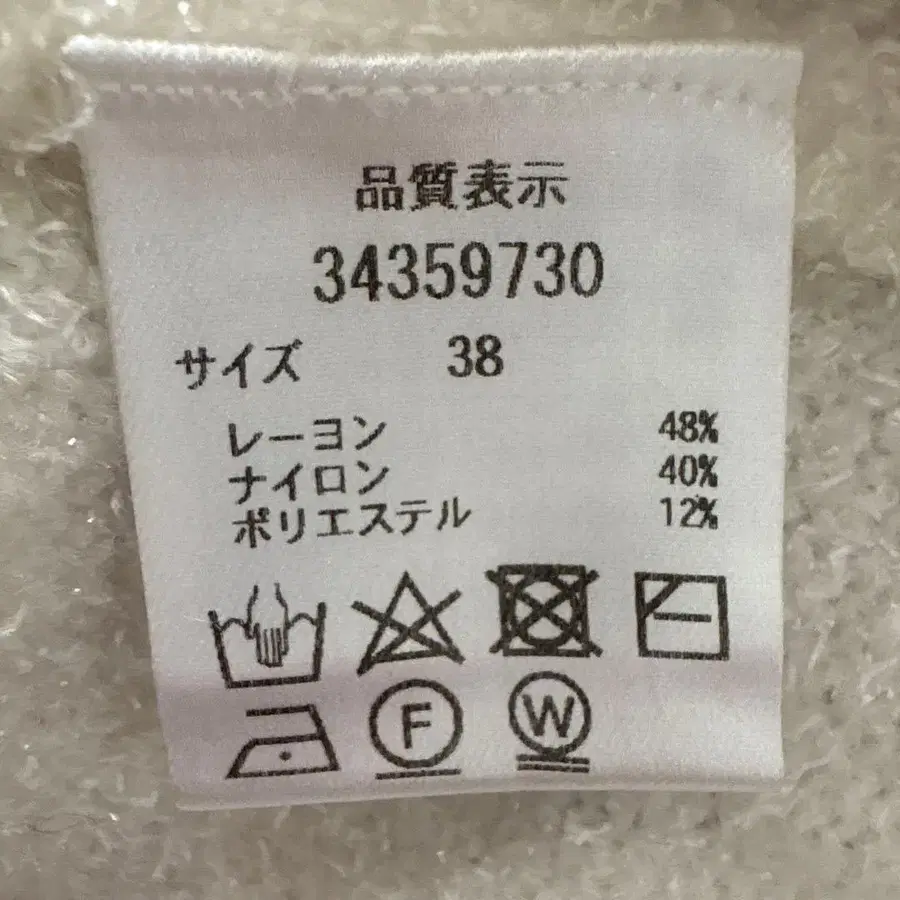 品質表示
34359730
サイズ 38
レーヨン 48%
ナイロン 40%
ポリエステル 12%
F W